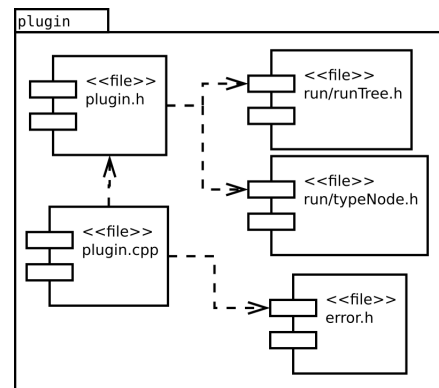 plugin
<<file>>
plugin.h
<<file>>
run/runTree.h
<<file>>
run/typeNode.h
<<file>>
plugin.cpp
<<file>>
error.h